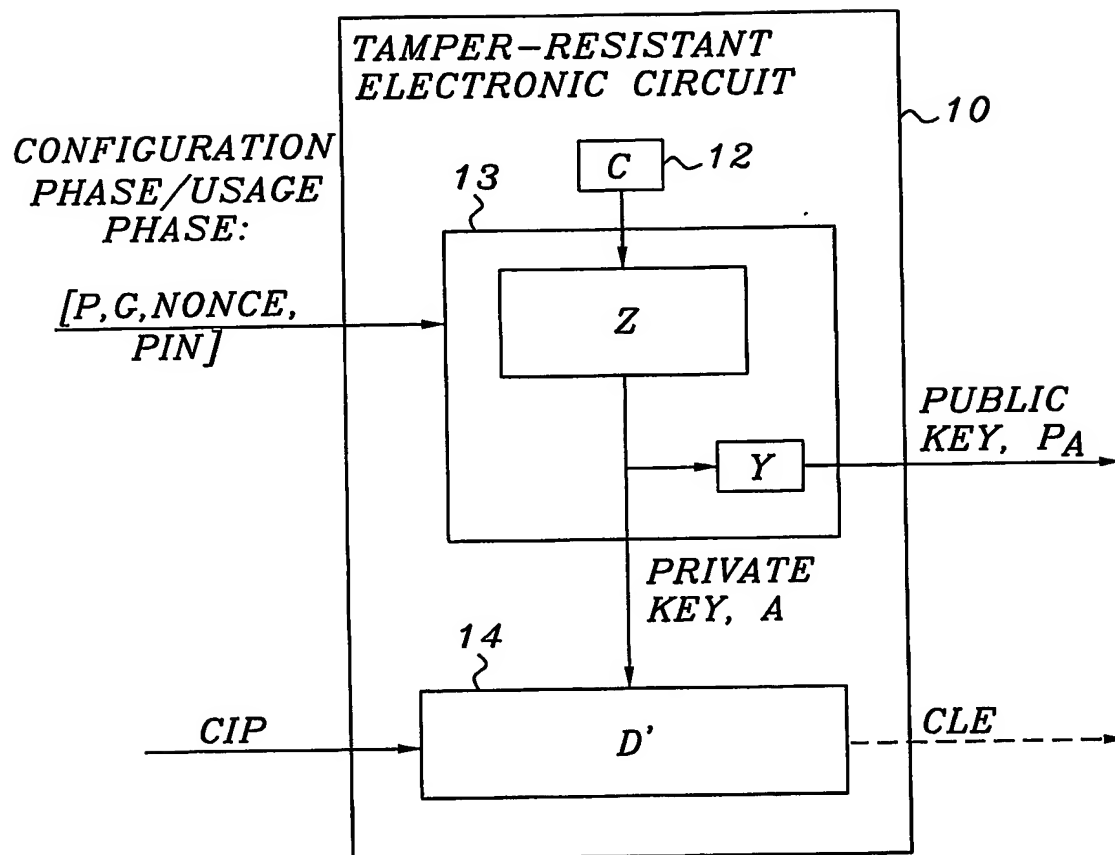 TAMPER-RESISTANT
ELECTRONIC CIRCUIT
10
CONFIGURATION
PHASE/USAGE
PHASE:
13
C
12
[P,G,NONCE,
PIN]
Z
PUBLIC
KEY, PA
Y
PRIVATE
KEY, A
14
CIP
D'
CLE